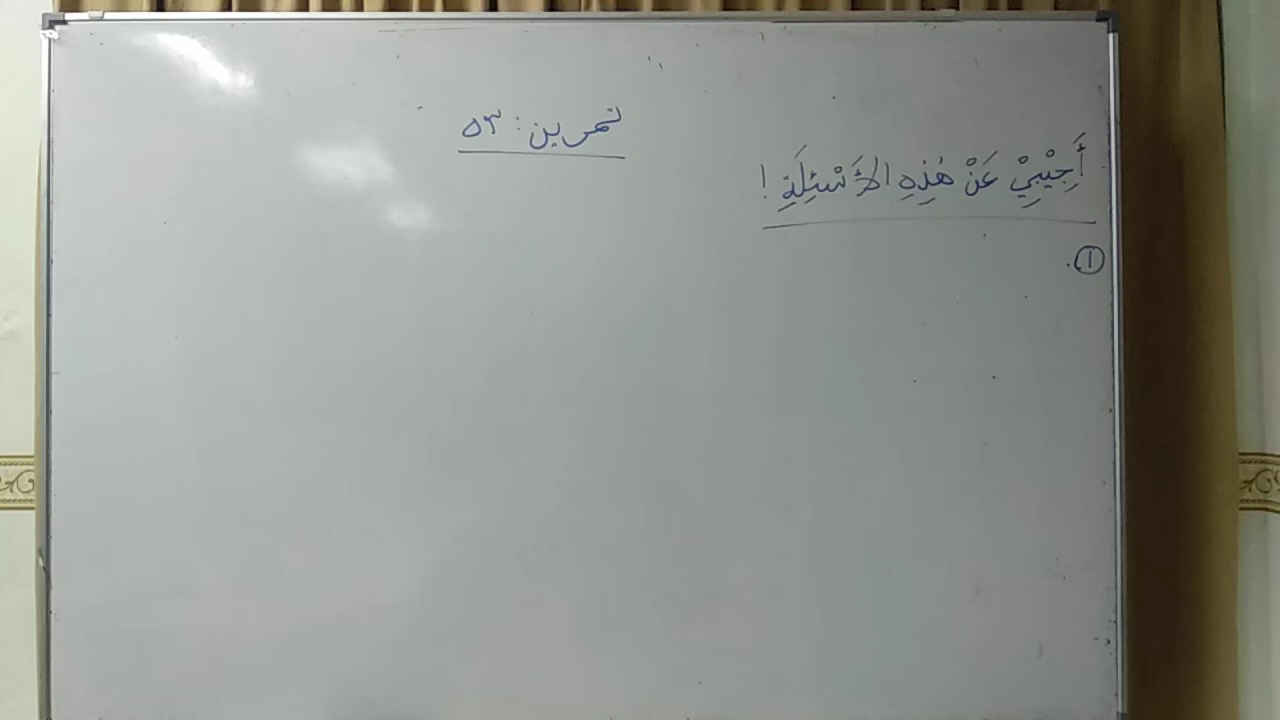 تمرين: ٥٣
أَجِيْبِيْ عَنْ هٰذِهِ الأَسْئِلَةِ !
١.